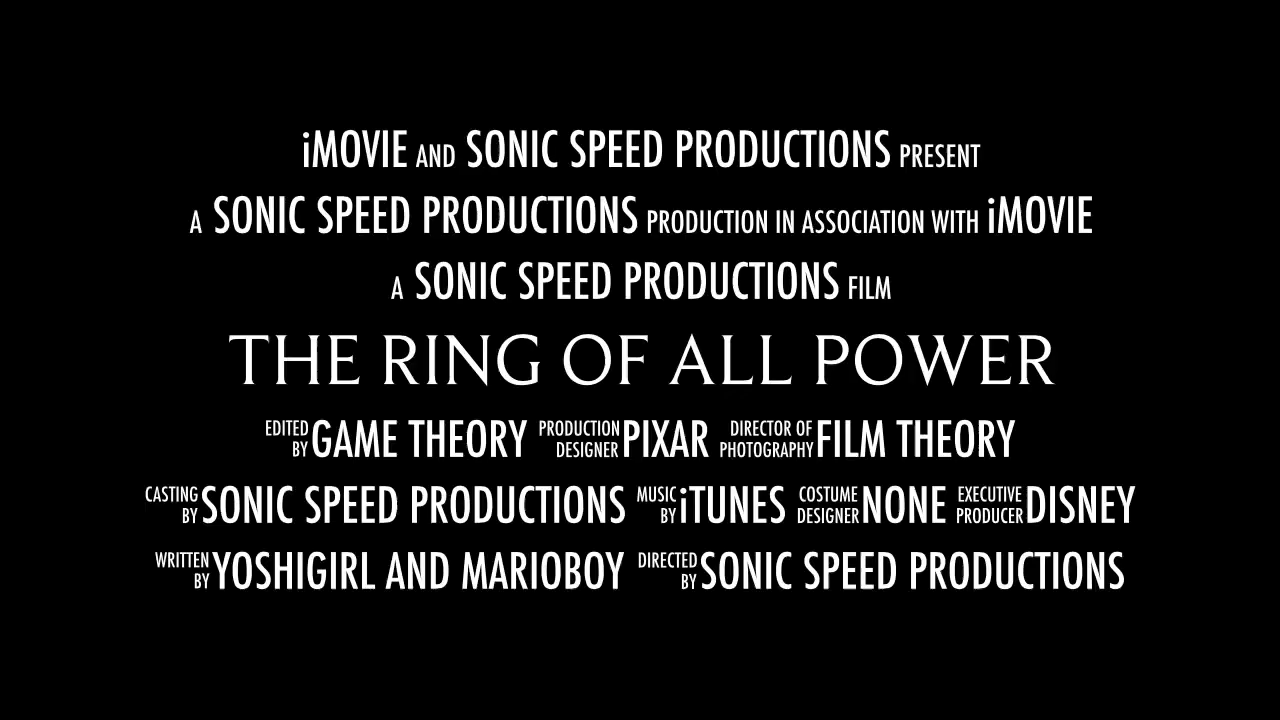 iMOVIE AND SONIC SPEED PRODUCTIONS PRESENT
A SONIC SPEED PRODUCTIONS PRODUCTION IN ASSOCIATION WITH iMOVIE
A SONIC SPEED PRODUCTIONS FILM
THE RING OF ALL POWER
EDITED BY GAME THEORY PRODUCTION DESIGNER PIXAR DIRECTOR OF PHOTOGRAPHY FILM THEORY
CASTING BY SONIC SPEED PRODUCTIONS MUSIC BY iTUNES COSTUME DESIGNER NONE EXECUTIVE PRODUCER DISNEY
WRITTEN BY YOSHIGIRL AND MARIOBOY DIRECTED BY SONIC SPEED PRODUCTIONS